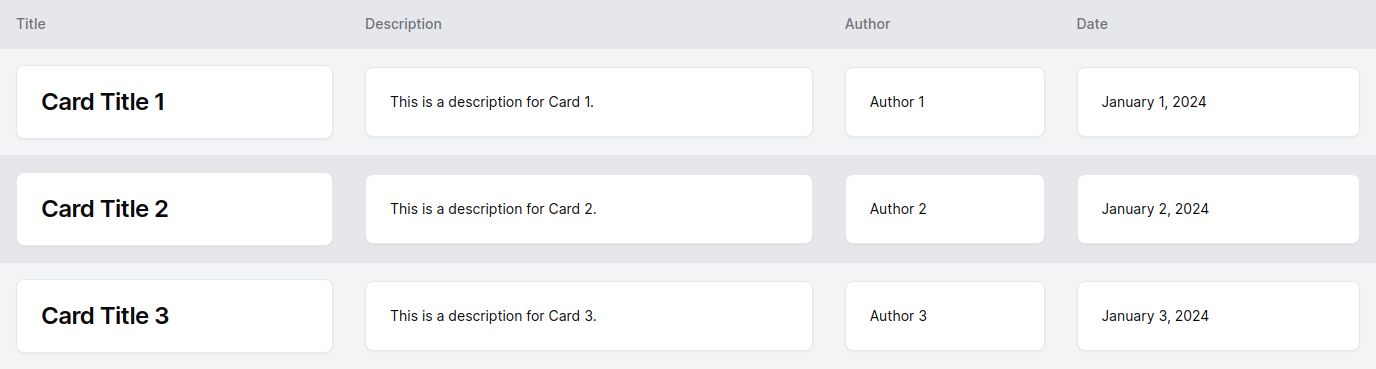 Title Description Author Date
Card Title 1 This is a description for Card 1. Author 1 January 1, 2024
Card Title 2 This is a description for Card 2. Author 2 January 2, 2024
Card Title 3 This is a description for Card 3. Author 3 January 3, 2024